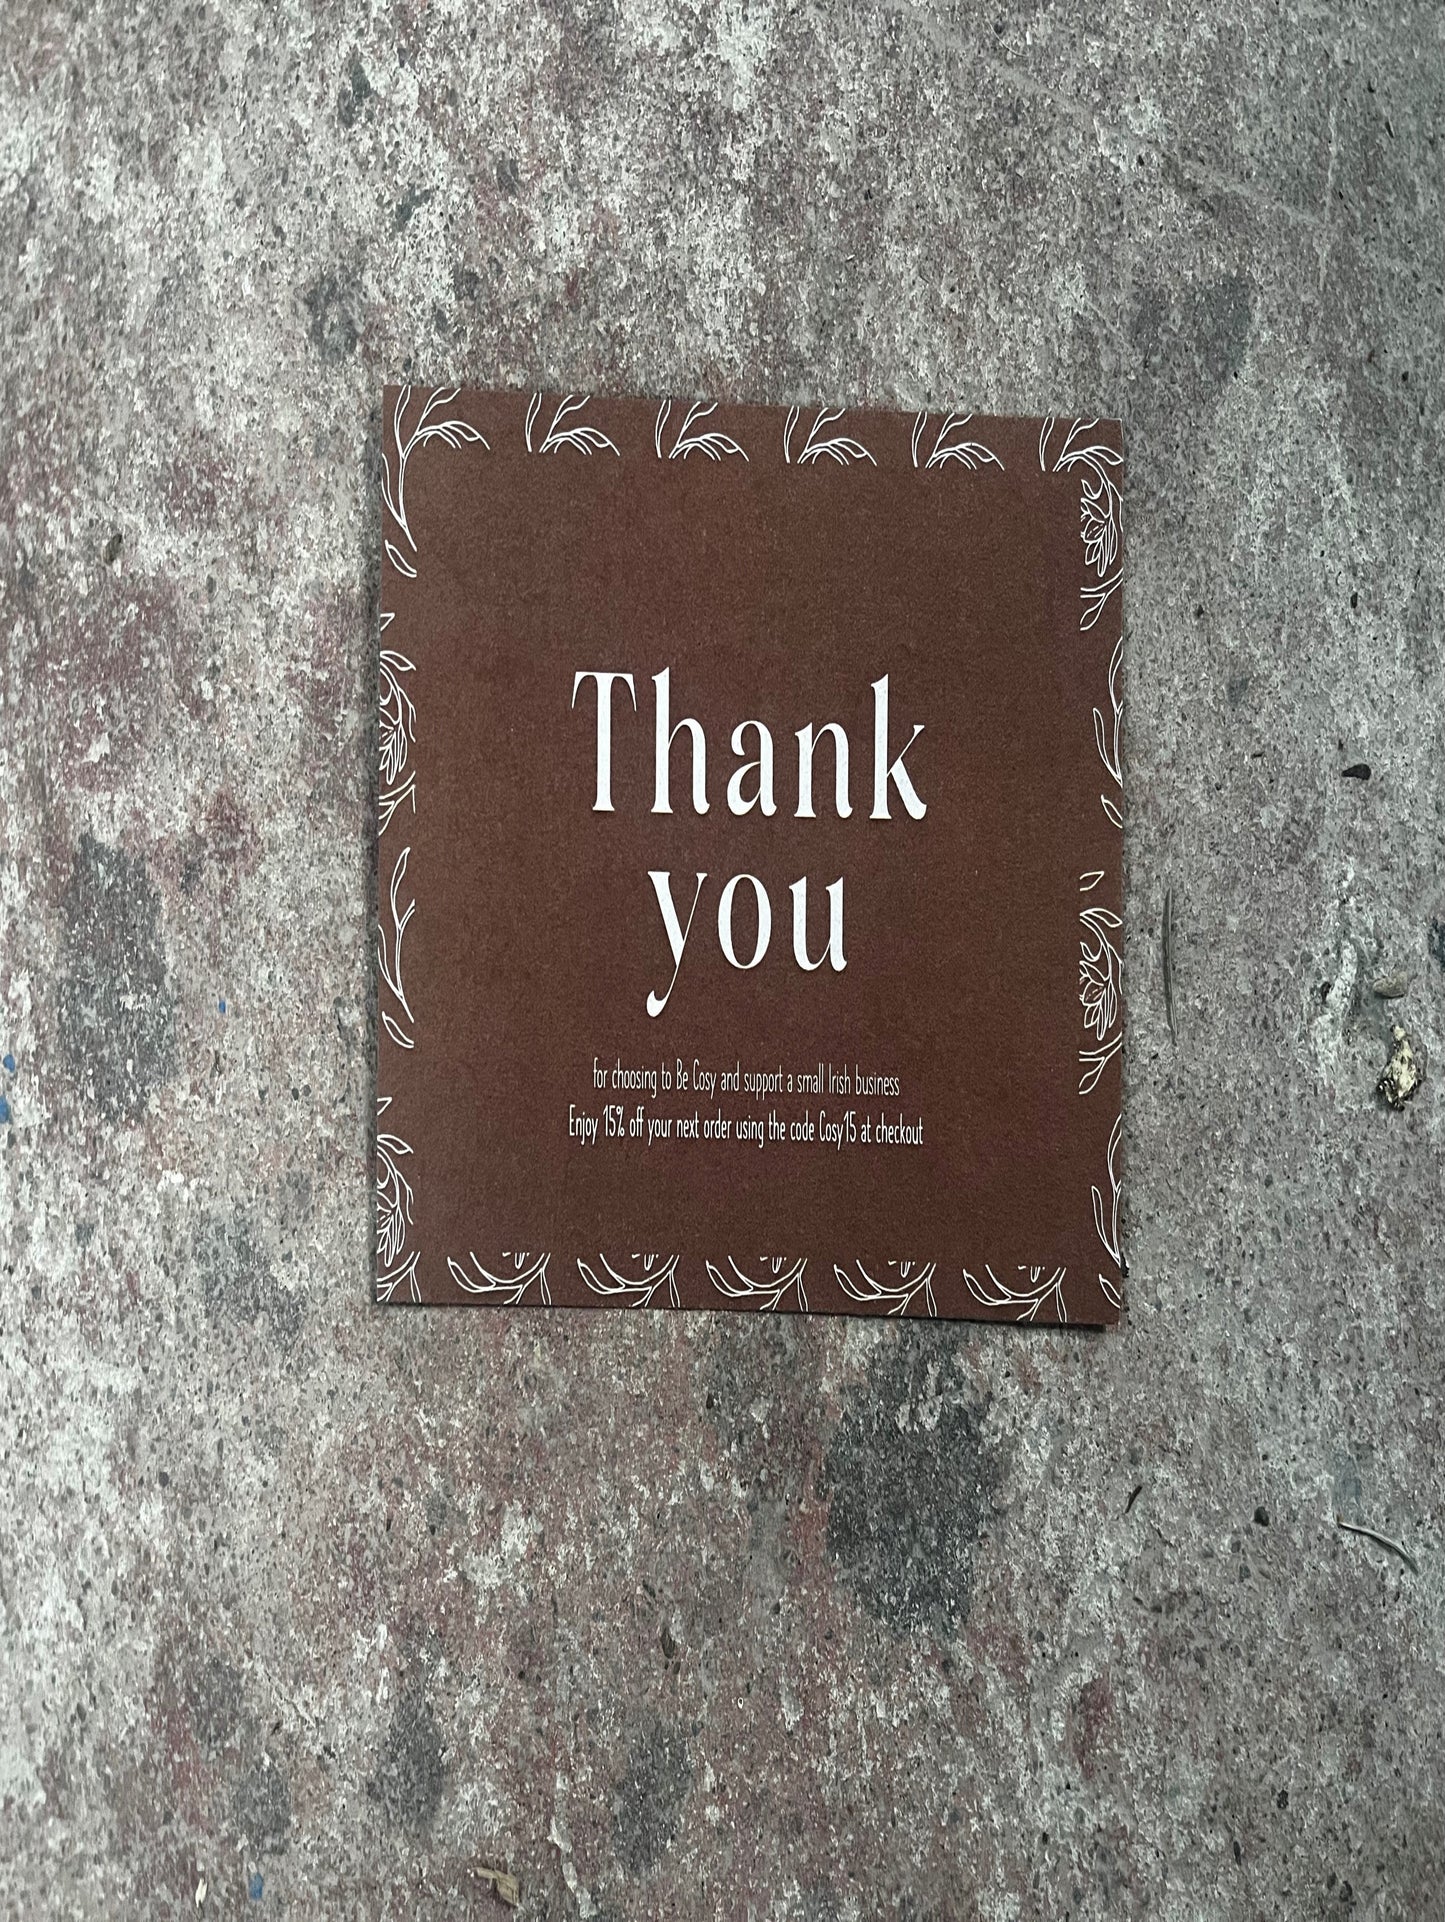 Thank
you
for choosing to Be Cosy and support a small Irish business
Enjoy 15% off your next order using the code Cosy15 at checkout